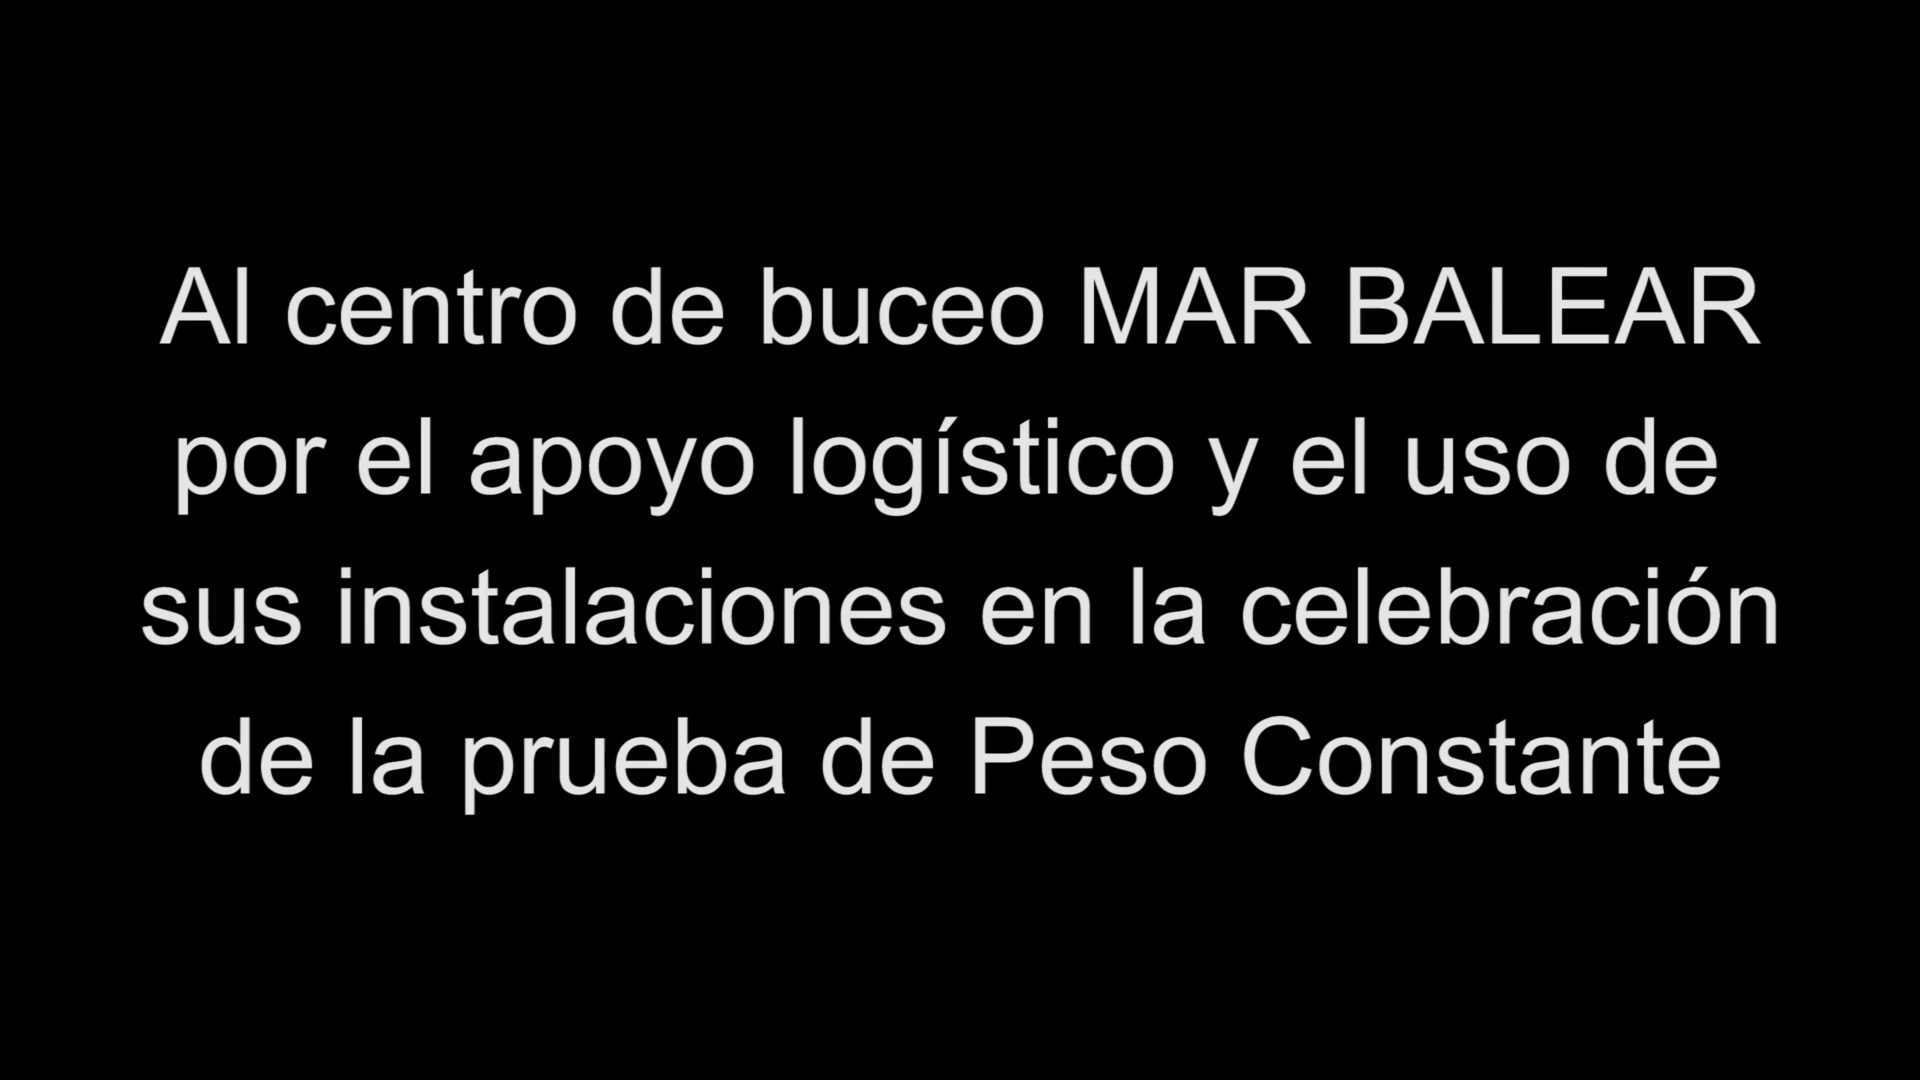 Al centro de buceo MAR BALEAR
por el apoyo logístico y el uso de
sus instalaciones en la celebración
de la prueba de Peso Constante